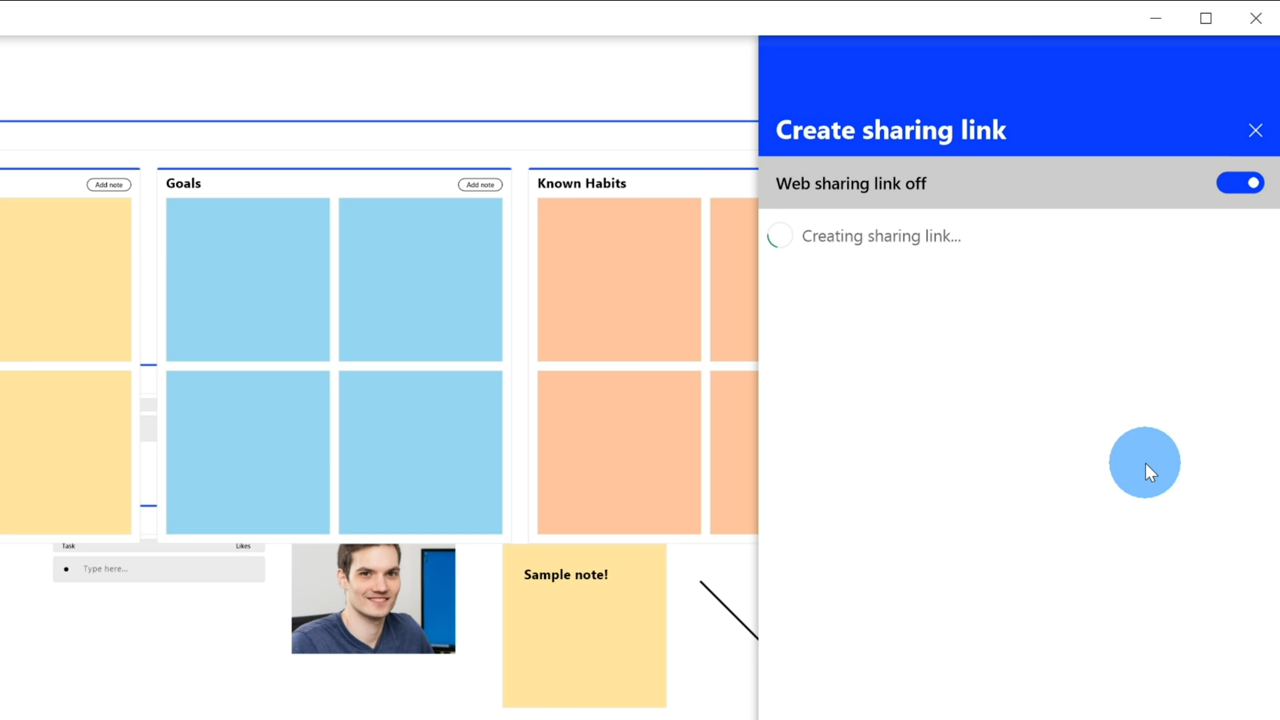 Create sharing link
Web sharing link off
Creating sharing link...
Add note
Goals
Add note
Known Habits
Task
Likes
Type here...
Sample note!